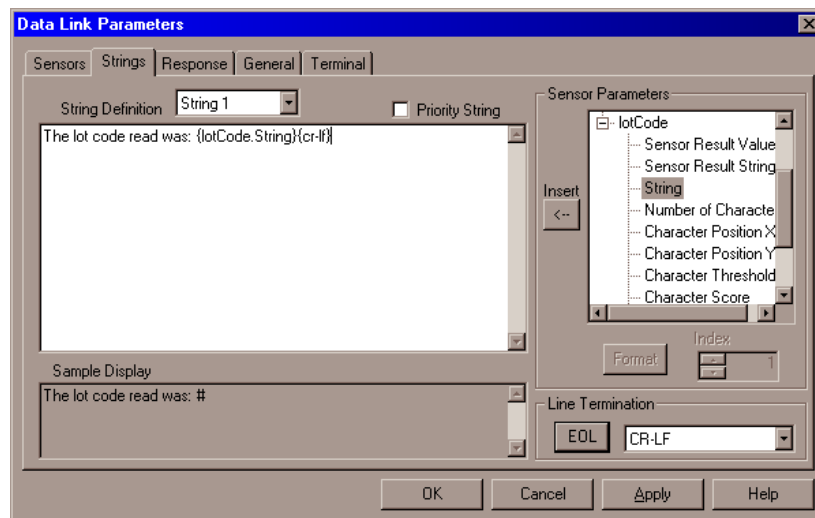 Data Link Parameters
Sensors Strings Response General Terminal
String Definition String 1 Priority String
The lot code read was: {lotCode.String}{cr-lf}
Sample Display
The lot code read was: #
Sensor Parameters
lotCode
Sensor Result Value
Sensor Result String
String
Number of Characte
Character Position X
Character Position Y
Character Threshold
Character Score
Insert
<--
Format
Index
1
Line Termination
EOL CR-LF
OK Cancel Apply Help